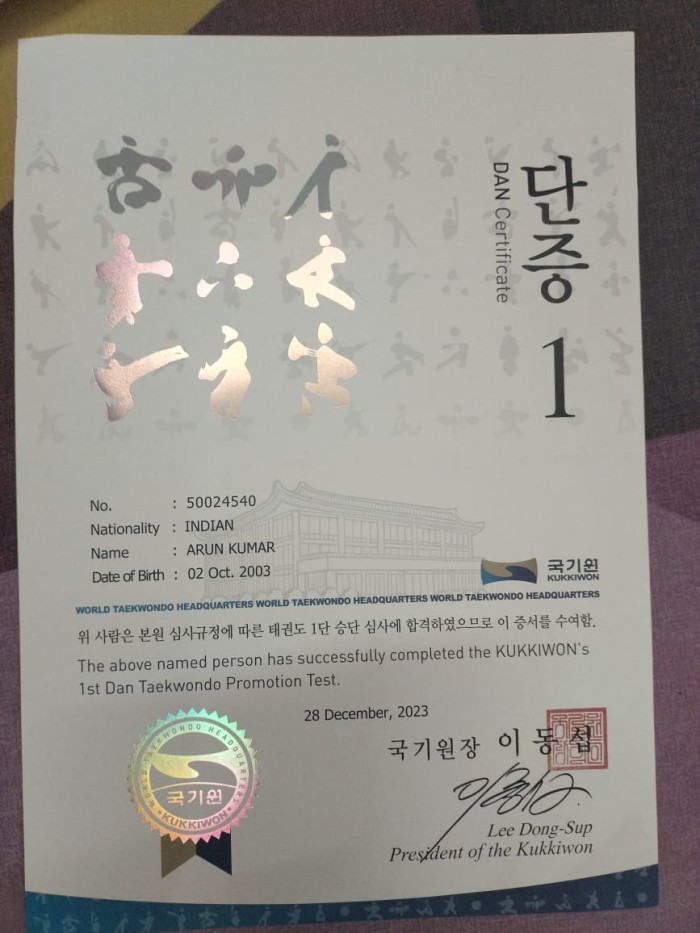 단증
DAN Certificate
1
No. : 50024540
Nationality : INDIAN
Name : ARUN KUMAR
Date of Birth : 02 Oct. 2003
국기원
KUKKIWON
WORLD TAEKWONDO HEADQUARTERS WORLD TAEKWONDO HEADQUARTERS WORLD TAEKWONDO HEADQUARTERS
위 사람은 본원 심사규정에 따른 태권도 1단 승단 심사에 합격하였으므로 이 증서를 수여함.
The above named person has successfully completed the KUKKIWON's
1st Dan Taekwondo Promotion Test.
28 December, 2023
국기원장 이동섭
Lee Dong-Sup
President of the Kukkiwon
WORLD TAEKWONDO HEADQUARTERS
국기원
KUKKIWON